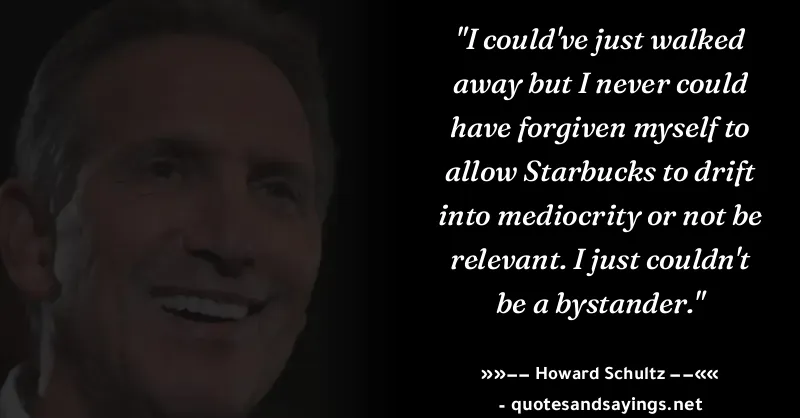 "I could've just walked
away but I never could
have forgiven myself to
allow Starbucks to drift
into mediocrity or not be
relevant. I just couldn't
be a bystander."
»»–– Howard Schultz ––««
- quotesandsayings.net